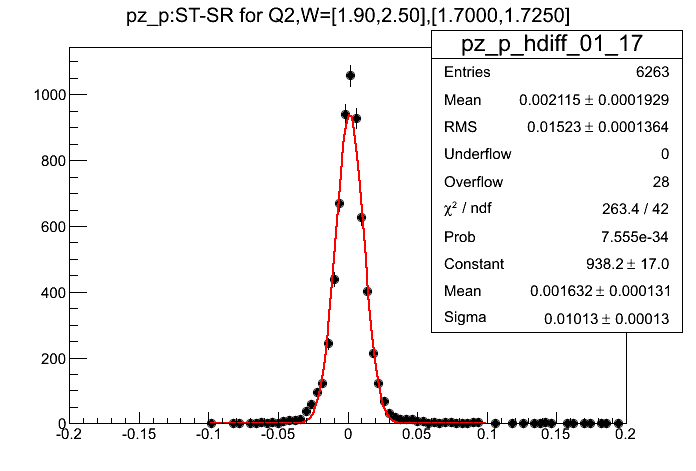 pz_p:ST-SR for Q2,W=[1.90,2.50],[1.7000,1.7250]
pz_p_hdiff_01_17
Entries 6263
Mean 0.002115 ± 0.0001929
RMS 0.01523 ± 0.0001364
Underflow 0
Overflow 28
χ² / ndf 263.4 / 42
Prob 7.555e-34
Constant 938.2 ± 17.0
Mean 0.001632 ± 0.000131
Sigma 0.01013 ± 0.00013
1000
800
600
400
200
0
-0.2 -0.15 -0.1 -0.05 0 0.05 0.1 0.15 0.2